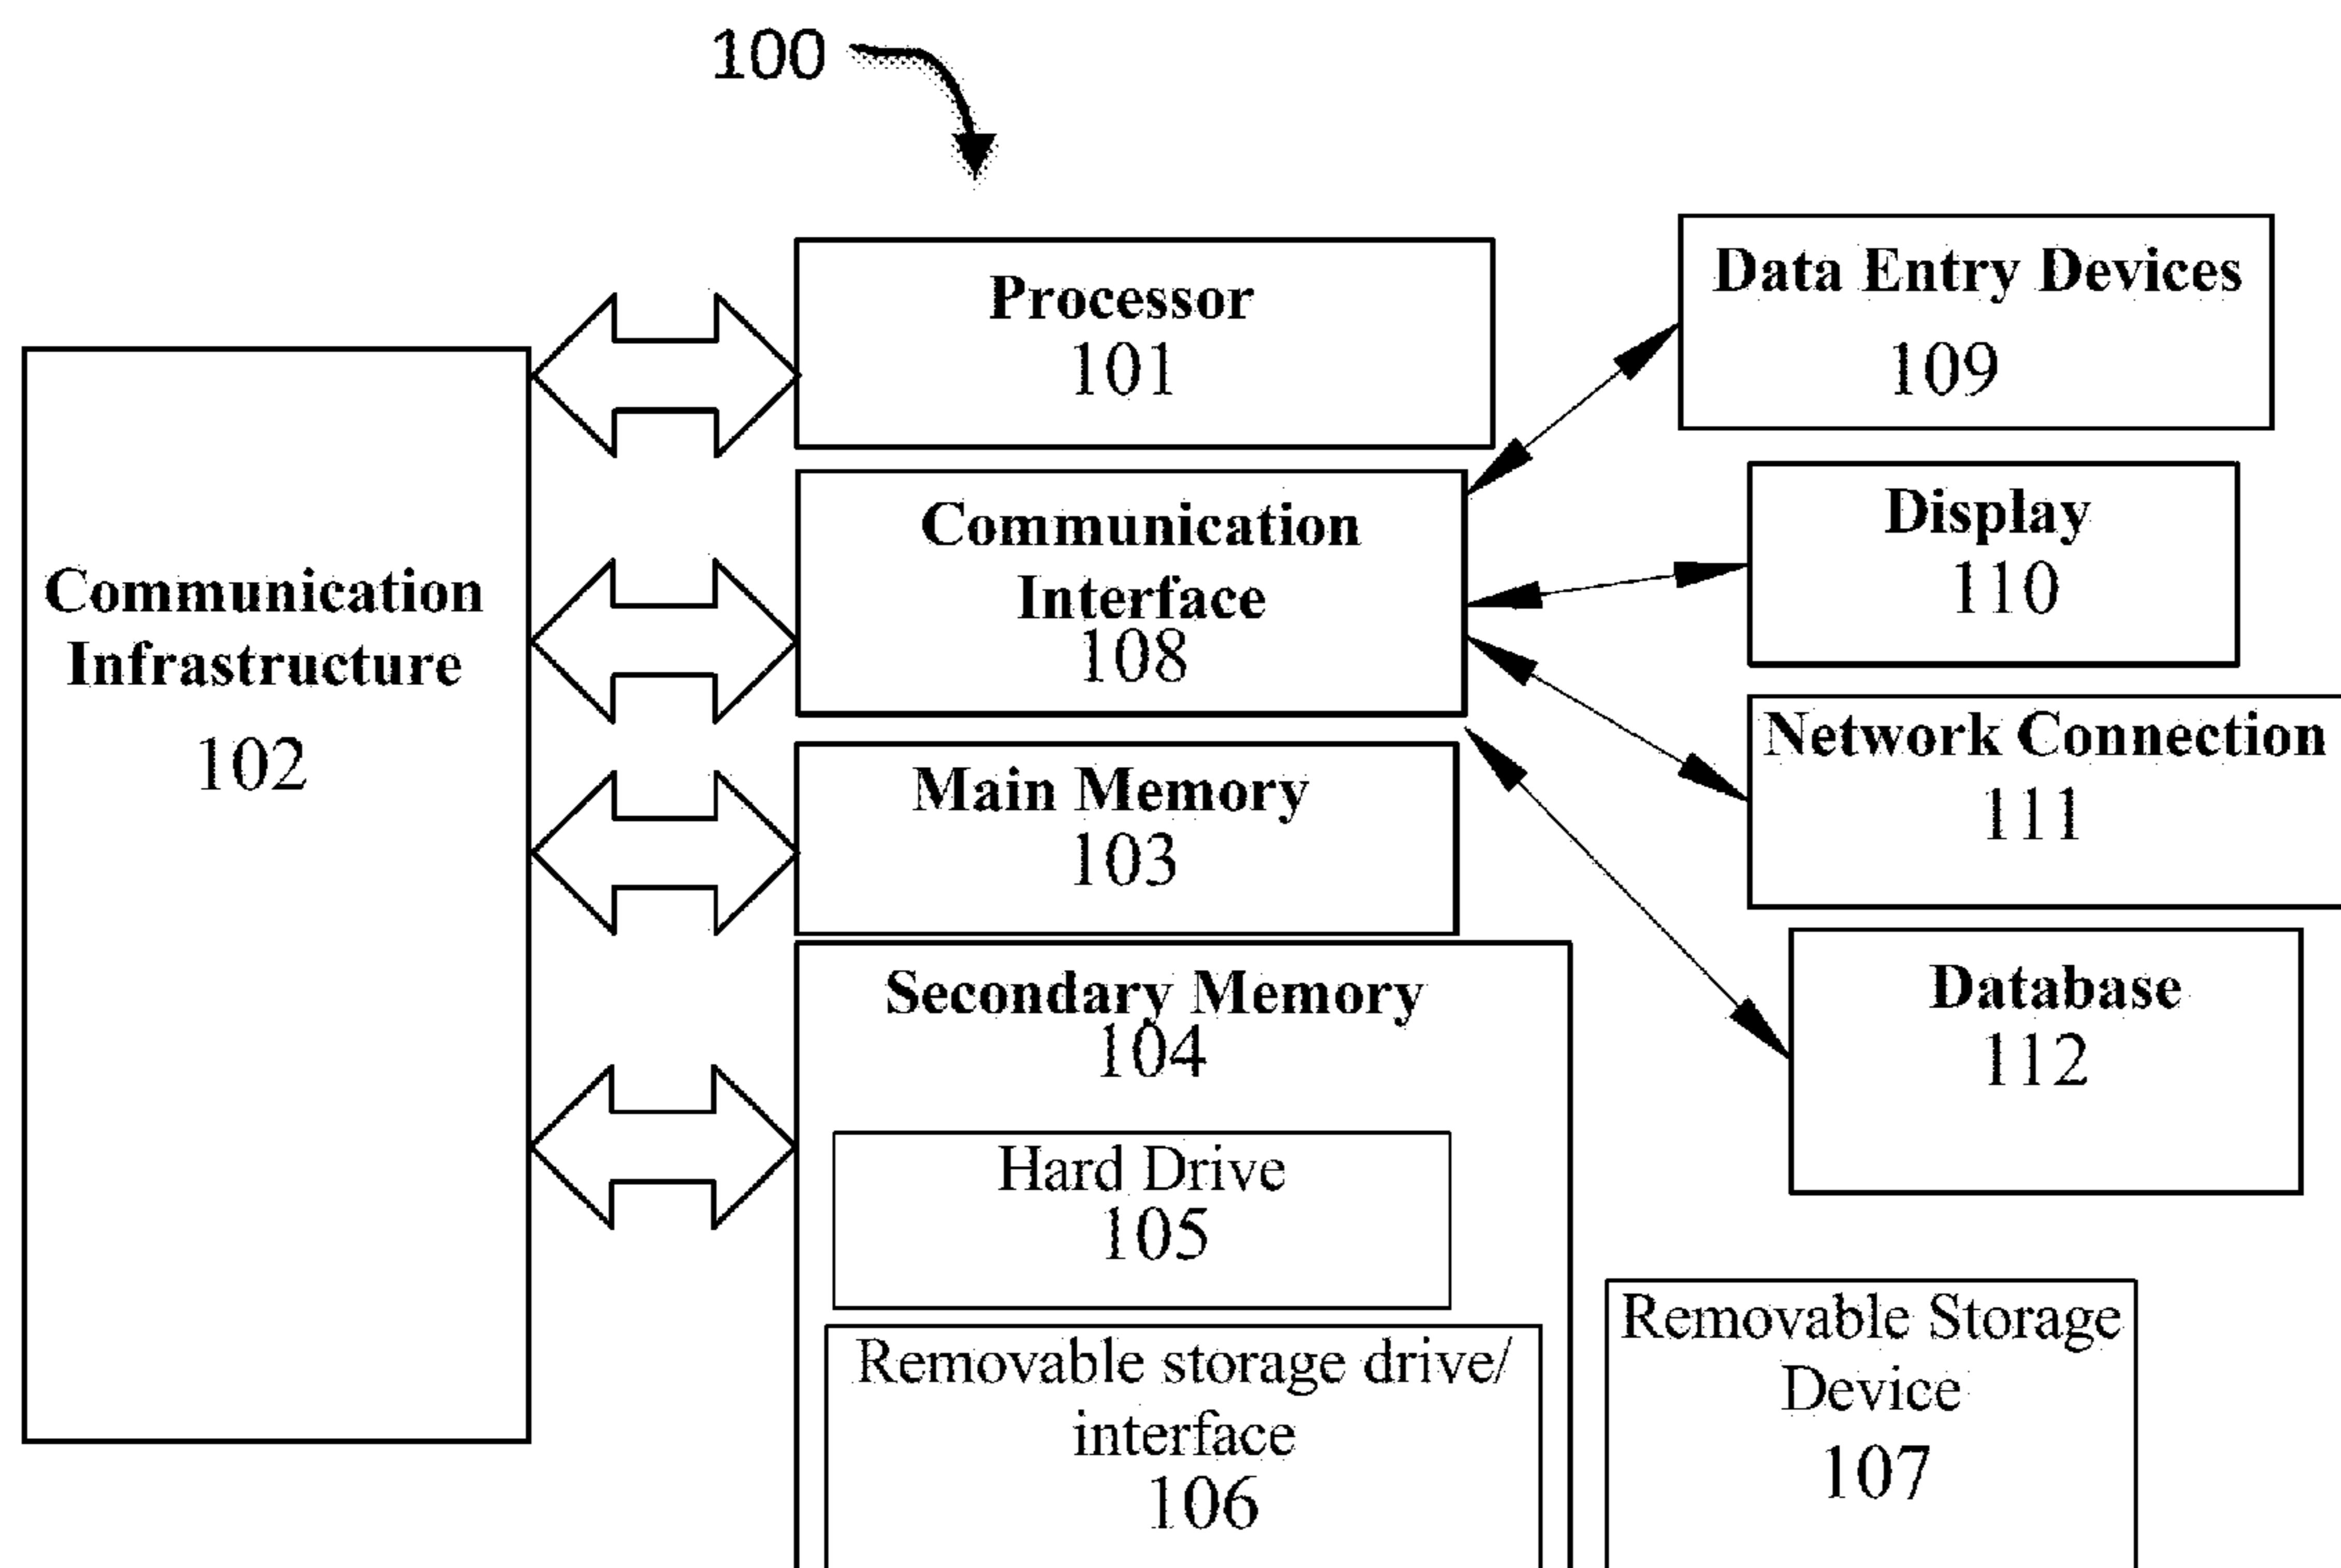 100
Processor
101
Data Entry Devices
109
Communication
Infrastructure
102
Communication
Interface
108
Display
110
Network Connection
111
Main Memory
103
Database
112
Secondary Memory
104
Hard Drive
105
Removable storage drive/
interface
106
Removable Storage
Device
107